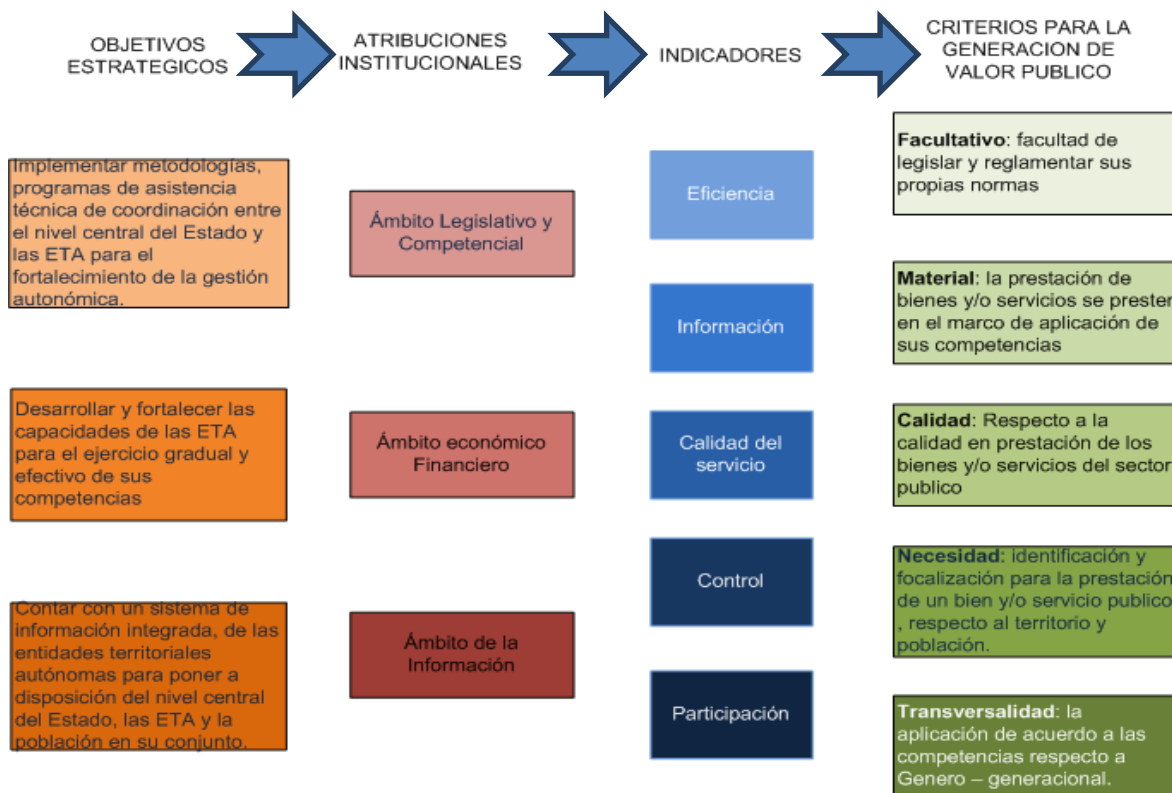 OBJETIVOS
ESTRATEGICOS
ATRIBUCIONES
INSTITUCIONALES
INDICADORES
CRITERIOS PARA LA
GENERACION DE
VALOR PUBLICO
Implementar metodologías,
programas de asistencia
técnica de coordinación entre
el nivel central del Estado y
las ETA para el
fortalecimiento de la gestión
autonómica.
Desarrollar y fortalecer las
capacidades de las ETA
para el ejercicio gradual y
efectivo de sus
competencias
Contar con un sistema de
información integrada, de las
entidades territoriales
autónomas para poner a
disposición del nivel central
del Estado, las ETA y la
población en su conjunto.
Ámbito Legislativo y
Competencial
Ámbito económico
Financiero
Ámbito de la
Información
Eficiencia
Información
Calidad del
servicio
Control
Participación
Facultativo: facultad de
legislar y reglamentar sus
propias normas
Material: la prestación de
bienes y/o servicios se presten
en el marco de aplicación de
sus competencias
Calidad: Respecto a la
calidad en prestación de los
bienes y/o servicios del sector
publico
Necesidad: identificación y
focalización para la prestación
de un bien y/o servicio publico
, respecto al territorio y
población.
Transversalidad: la
aplicación de acuerdo a las
competencias respecto a
Genero – generacional.